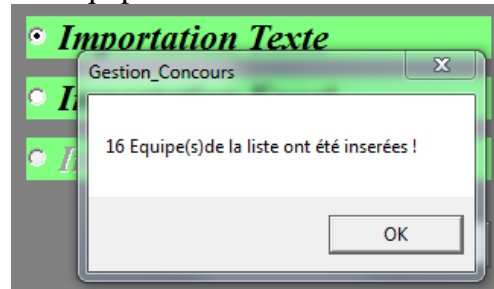 Importation Texte
Gestion_Concours
16 Equipe(s)de la liste ont été inserées !
OK